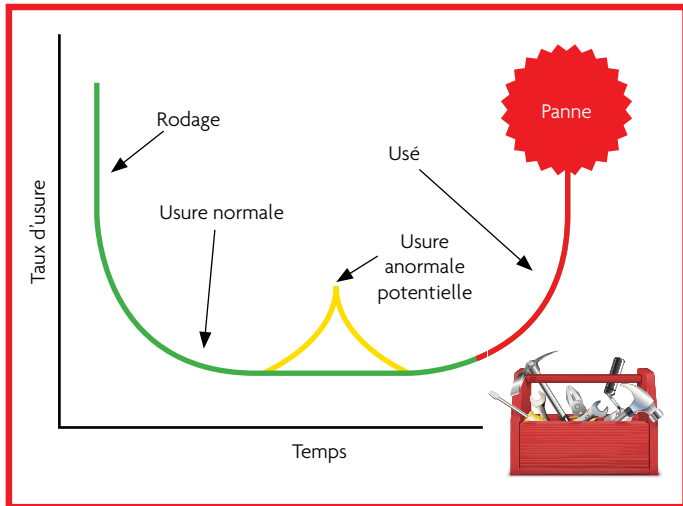 Panne
Rodage
Usé
Usure normale
Usure
anormale
potentielle
Taux d’usure
Temps